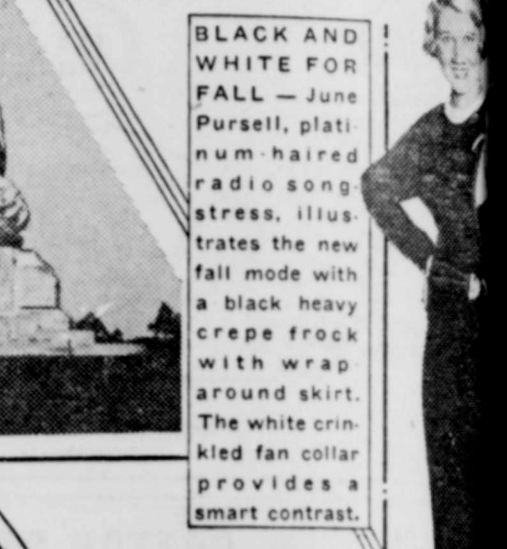 BLACK AND
WHITE FOR
FALL — June
Pursell, plati-
num-haired
radio song-
stress, illus-
trates the new
fall mode with
a black heavy
crepe frock
with wrap-
around skirt.
The white crin-
kled fan collar
provides a
smart contrast.